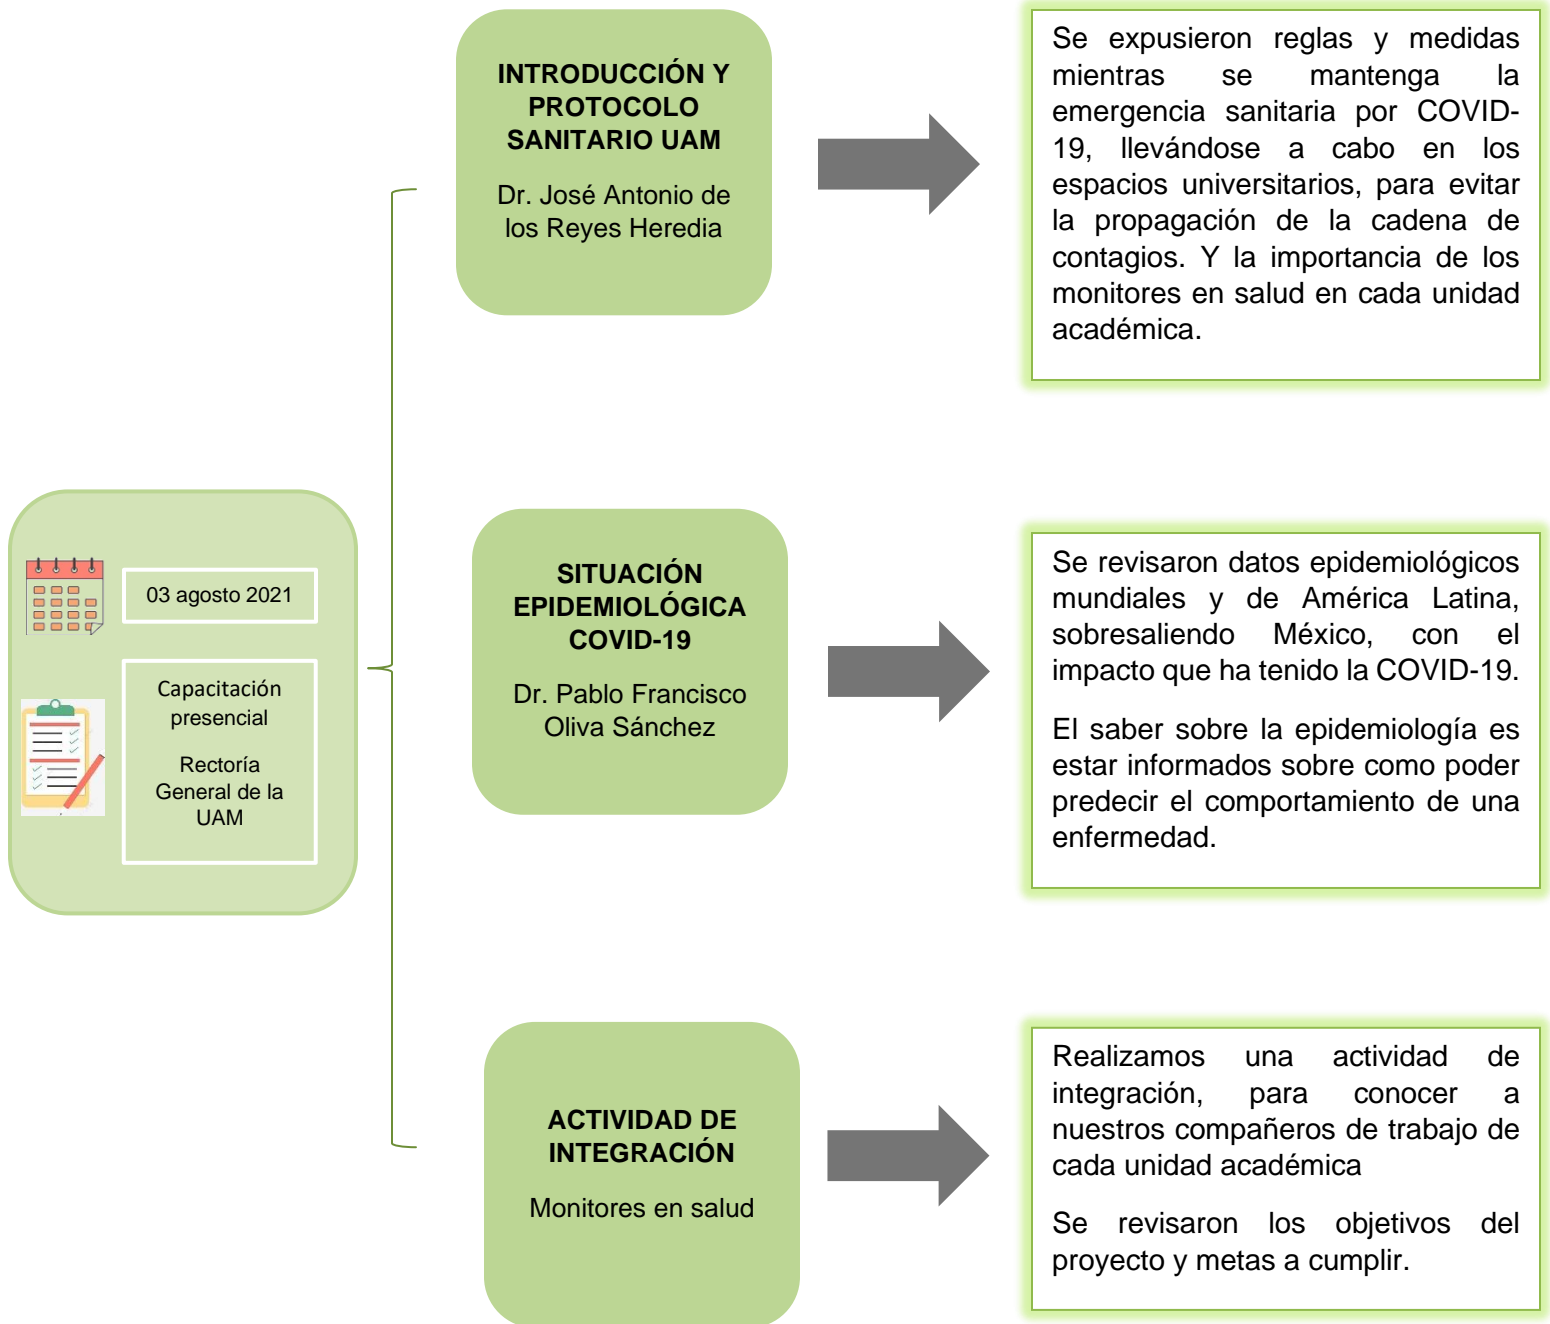 03 agosto 2021
Capacitación
presencial
Rectoría
General de la
UAM
INTRODUCCIÓN Y
PROTOCOLO
SANITARIO UAM
Dr. José Antonio de
los Reyes Heredia
Se expusieron reglas y medidas
mientras se mantenga la
emergencia sanitaria por COVID-
19, llevándose a cabo en los
espacios universitarios, para evitar
la propagación de la cadena de
contagios. Y la importancia de los
monitores en salud en cada unidad
académica.
SITUACIÓN
EPIDEMIOLÓGICA
COVID-19
Dr. Pablo Francisco
Oliva Sánchez
Se revisaron datos epidemiológicos
mundiales y de América Latina,
sobresaliendo México, con el
impacto que ha tenido la COVID-19.
El saber sobre la epidemiología es
estar informados sobre como poder
predecir el comportamiento de una
enfermedad.
ACTIVIDAD DE
INTEGRACIÓN
Monitores en salud
Realizamos una actividad de
integración, para conocer a
nuestros compañeros de trabajo de
cada unidad académica
Se revisaron los objetivos del
proyecto y metas a cumplir.